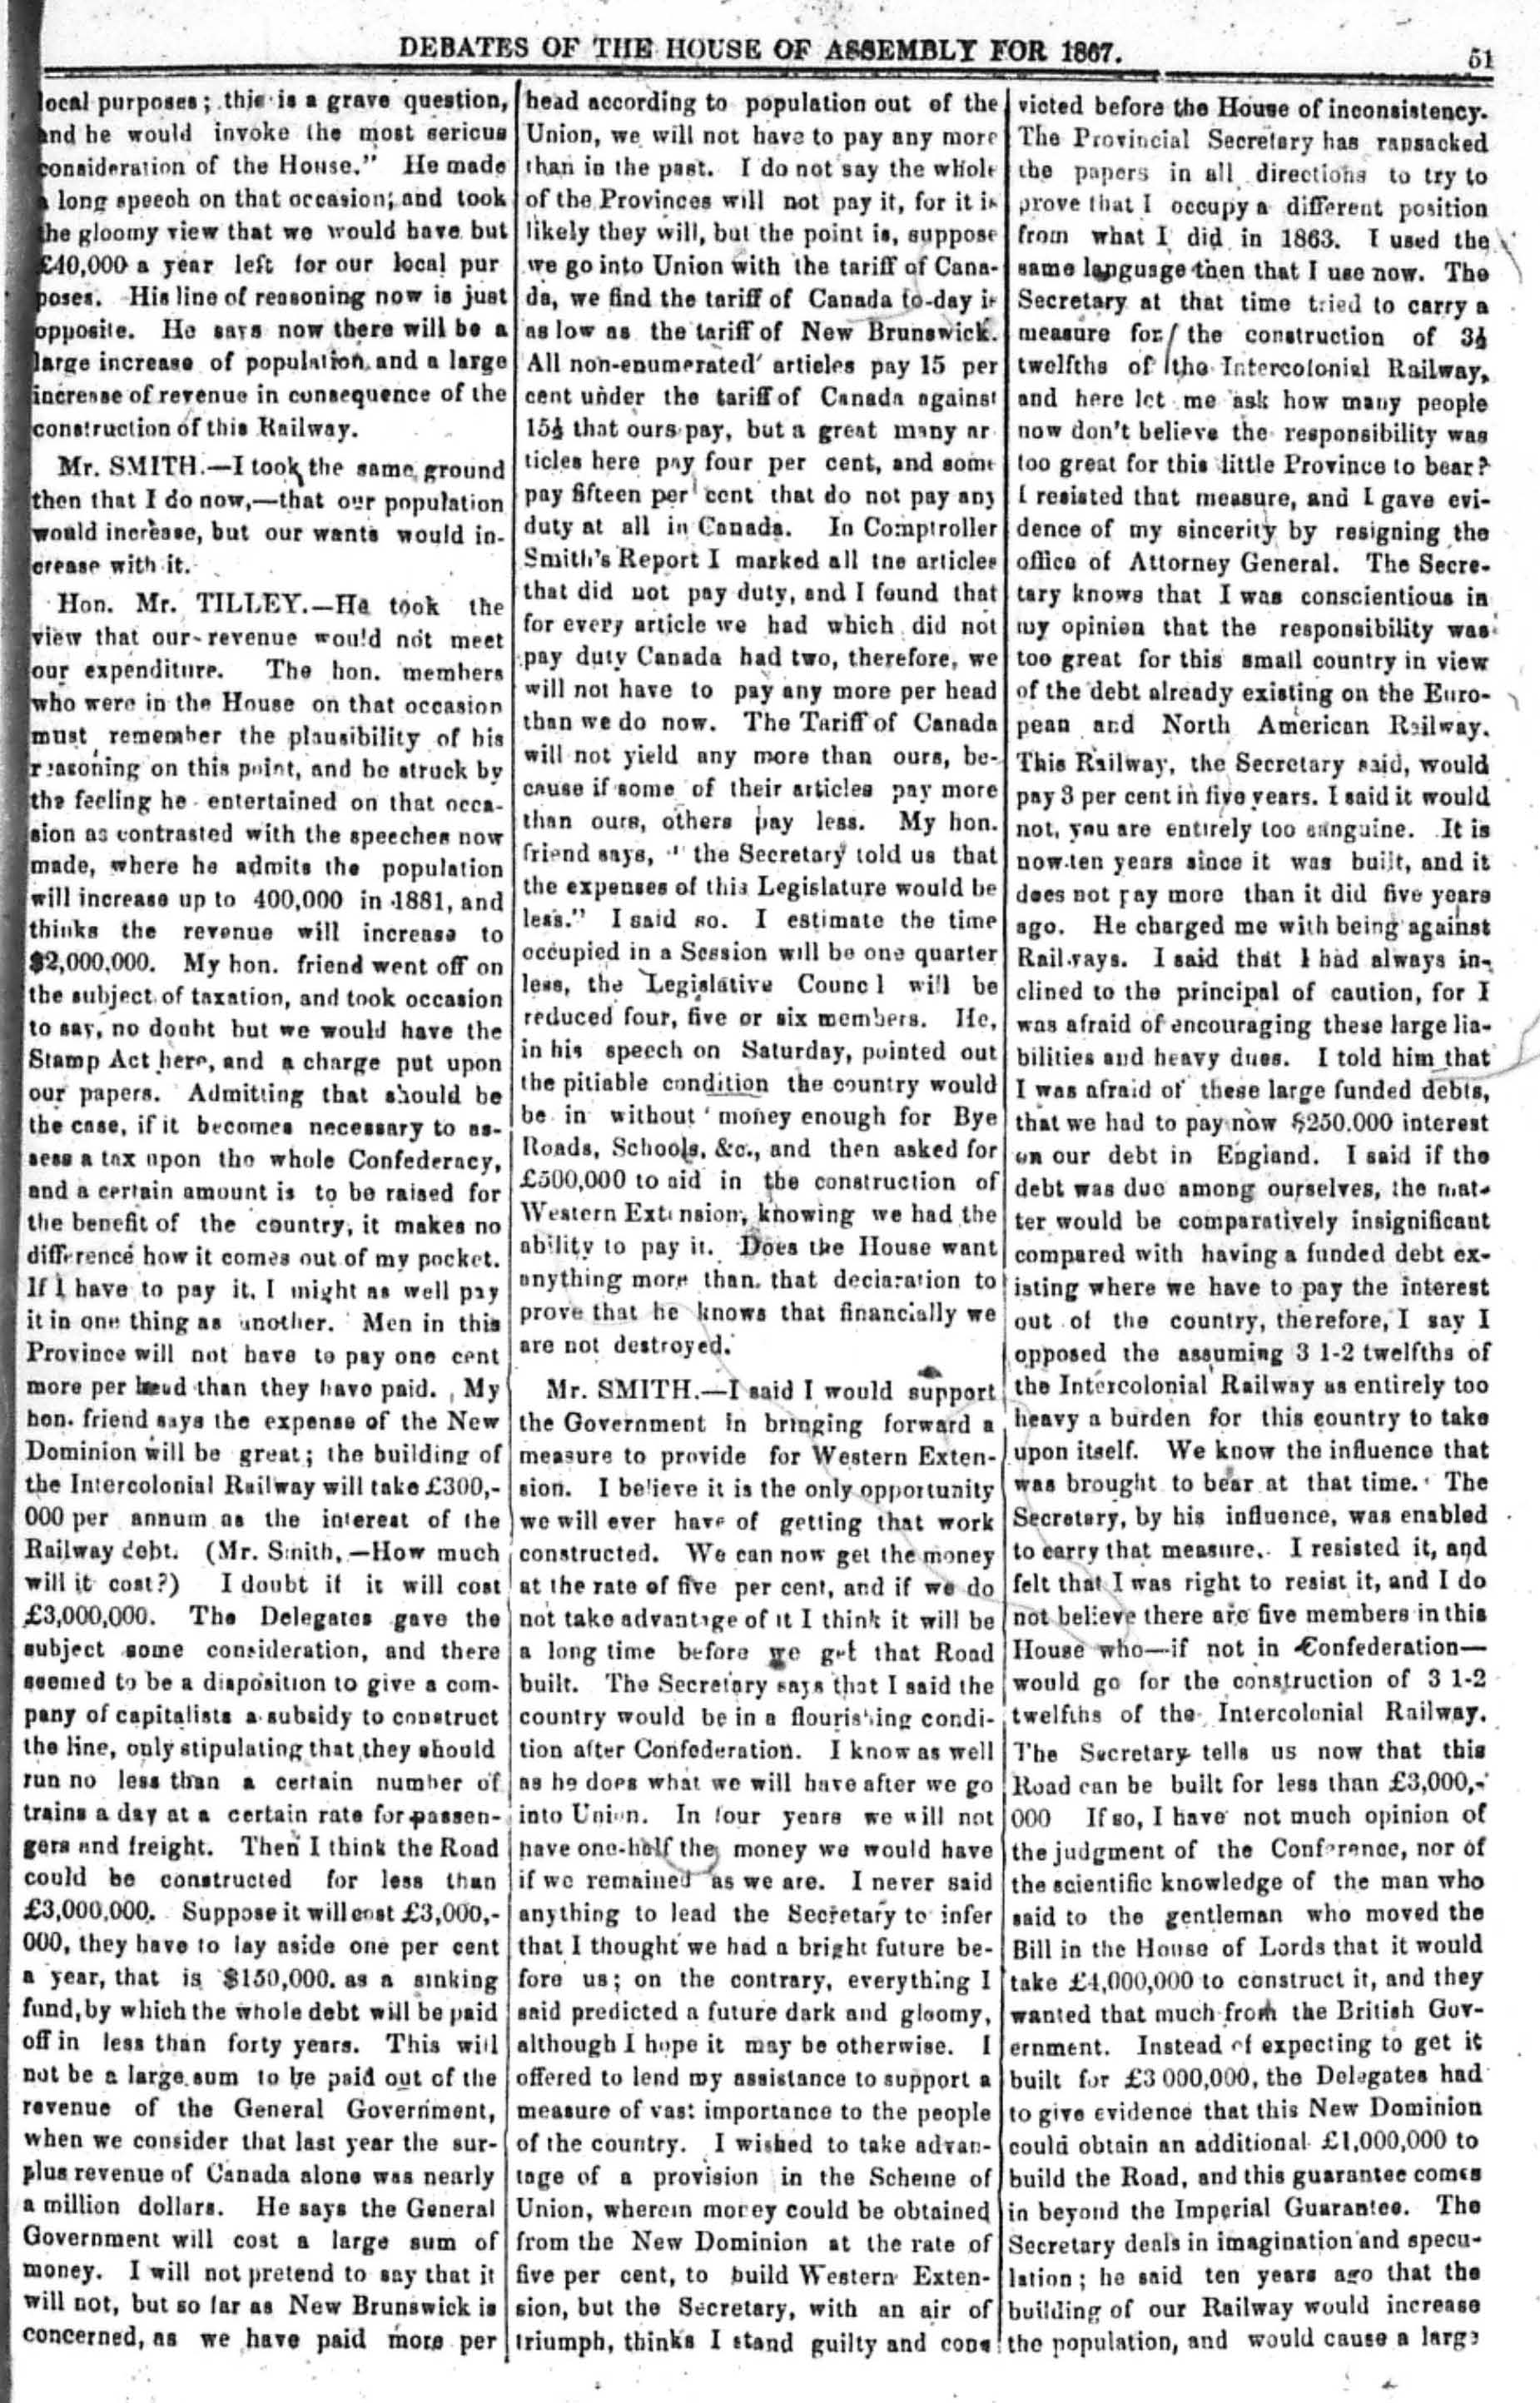 DEBATES OF THE HOUSE OF ASSEMBLY FOR 1867.
51
local purposes; this is a grave question,
and he would invoke the most serious
consideration of the House." He made
a long speech on that occasion, and took
the gloomy view that we would have but
£40,000 a year left for our local pur
poses. His line of reasoning now is just
opposite. He says now there will be a
large increase of population and a large
increase of revenue in consequence of the
construction of this Railway.
Mr. SMITH.—I took the same ground
then that I do now,—that our population
would increase, but our wants would in-
crease with it.
Hon. Mr. TILLEY.—He took the
view that our revenue would not meet
our expenditure. The hon. members
who were in the House on that occasion
must remember the plausibility of his
reasoning on this point, and be struck by
the feeling he entertained on that occa-
sion as contrasted with the speeches now
made, where he admits the population
will increase up to 400,000 in 1881, and
thinks the revenue will increase to
$2,000,000. My hon. friend went off on
the subject of taxation, and took occasion
to say, no doubt but we would have the
Stamp Act here, and a charge put upon
our papers. Admitting that should be
the case, if it becomes necessary to as-
sess a tax upon the whole Confederacy,
and a certain amount is to be raised for
the benefit of the country, it makes no
difference how it comes out of my pocket.
If I have to pay it, I might as well pay
it in one thing as another. Men in this
Province will not have to pay one cent
more per head than they have paid. My
hon. friend says the expense of the New
Dominion will be great; the building of
the Intercolonial Railway will take £300,-
000 per annum as the interest of the
Railway debt. (Mr. Smith,—How much
will it cost?) I doubt if it will cost
£3,000,000. The Delegates gave the
subject some consideration, and there
seemed to be a disposition to give a com-
pany of capitalists a subsidy to construct
the line, only stipulating that they should
run no less than a certain number of
trains a day at a certain rate for passen-
gers and freight. Then I think the Road
could be constructed for less than
£3,000,000. Suppose it will cost £3,000,-
000, they have to lay aside one per cent
a year, that is $150,000, as a sinking
fund, by which the whole debt will be paid
off in less than forty years. This will
not be a large sum to be paid out of the
revenue of the General Government,
when we consider that last year the sur-
plus revenue of Canada alone was nearly
a million dollars. He says the General
Government will cost a large sum of
money. I will not pretend to say that it
will not, but so far as New Brunswick is
concerned, as we have paid more per
head according to population out of the
Union, we will not have to pay any more
than in the past. I do not say the whole
of the Provinces will not pay it, for it is
likely they will, but the point is, suppose
we go into Union with the tariff of Cana-
da, we find the tariff of Canada to-day is
as low as the tariff of New Brunswick.
All non-enumerated articles pay 15 per
cent under the tariff of Canada against
15½ that ours pay, but a great many ar
ticles here pay four per cent, and some
pay fifteen per cent that do not pay any
duty at all in Canada. In Comptroller
Smith's Report I marked all the articles
that did not pay duty, and I found that
for every article we had which did not
pay duty Canada had two, therefore, we
will not have to pay any more per head
than we do now. The Tariff of Canada
will not yield any more than ours, be-
cause if some of their articles pay more
than ours, others pay less. My hon.
friend says, "the Secretary told us that
the expenses of this Legislature would be
less." I said so. I estimate the time
occupied in a Session will be one quarter
less, the Legislative Council will be
reduced four, five or six members. He,
in his speech on Saturday, pointed out
the pitiable condition the country would
be in without money enough for Bye
Roads, Schools, &c., and then asked for
£500,000 to aid in the construction of
Western Extension, knowing we had the
ability to pay it. Does the House want
anything more than that declaration to
prove that he knows that financially we
are not destroyed.
Mr. SMITH.—I said I would support
the Government in bringing forward a
measure to provide for Western Exten-
sion. I believe it is the only opportunity
we will ever have of getting that work
constructed. We can now get the money
at the rate of five per cent, and if we do
not take advantage of it I think it will be
a long time before we get that Road
built. The Secretary says that I said the
country would be in a flourishing condi-
tion after Confederation. I know as well
as he does what we will have after we go
into Union. In four years we will not
have one-half the money we would have
if we remained as we are. I never said
anything to lead the Secretary to infer
that I thought we had a bright future be-
fore us; on the contrary, everything I
said predicted a future dark and gloomy,
although I hope it may be otherwise. I
offered to lend my assistance to support a
measure of vast importance to the people
of the country. I wished to take advan-
tage of a provision in the Scheme of
Union, wherein money could be obtained
from the New Dominion at the rate of
five per cent, to build Western Exten-
sion, but the Secretary, with an air of
triumph, thinks I stand guilty and con-
victed before the House of inconsistency.
The Provincial Secretary has ransacked
the papers in all directions to try to
prove that I occupy a different position
from what I did in 1863. I used the
same language then that I use now. The
Secretary at that time tried to carry a
measure for the construction of 3½
twelfths of the Intercolonial Railway,
and here let me ask how many people
now don't believe the responsibility was
too great for this little Province to bear?
I resisted that measure, and I gave evi-
dence of my sincerity by resigning the
office of Attorney General. The Secre-
tary knows that I was conscientious in
my opinion that the responsibility was
too great for this small country in view
of the debt already existing on the Euro-
pean and North American Railway.
This Railway, the Secretary said, would
pay 3 per cent in five years. I said it would
not, you are entirely too sanguine. It is
now ten years since it was built, and it
does not pay more than it did five years
ago. He charged me with being against
Railways. I said that I had always in-
clined to the principal of caution, for I
was afraid of encouraging these large lia-
bilities and heavy dues. I told him that
I was afraid of these large funded debts,
that we had to pay now $250.000 interest
on our debt in England. I said if the
debt was due among ourselves, the mat-
ter would be comparatively insignificant
compared with having a funded debt ex-
isting where we have to pay the interest
out of the country, therefore, I say I
opposed the assuming 3 1-2 twelfths of
the Intercolonial Railway as entirely too
heavy a burden for this country to take
upon itself. We know the influence that
was brought to bear at that time. The
Secretary, by his influence, was enabled
to carry that measure. I resisted it, and
felt that I was right to resist it, and I do
not believe there are five members in this
House who—if not in Confederation—
would go for the construction of 3 1-2
twelfths of the Intercolonial Railway.
The Secretary tells us now that this
Road can be built for less than £3,000,-
000 If so, I have not much opinion of
the judgment of the Conference, nor of
the scientific knowledge of the man who
said to the gentleman who moved the
Bill in the House of Lords that it would
take £4,000,000 to construct it, and they
wanted that much from the British Gov-
ernment. Instead of expecting to get it
built for £3 000,000, the Delegates had
to give evidence that this New Dominion
could obtain an additional £1,000,000 to
build the Road, and this guarantee comes
in beyond the Imperial Guarantee. The
Secretary deals in imagination and specu-
lation; he said ten years ago that the
building of our Railway would increase
the population, and would cause a large